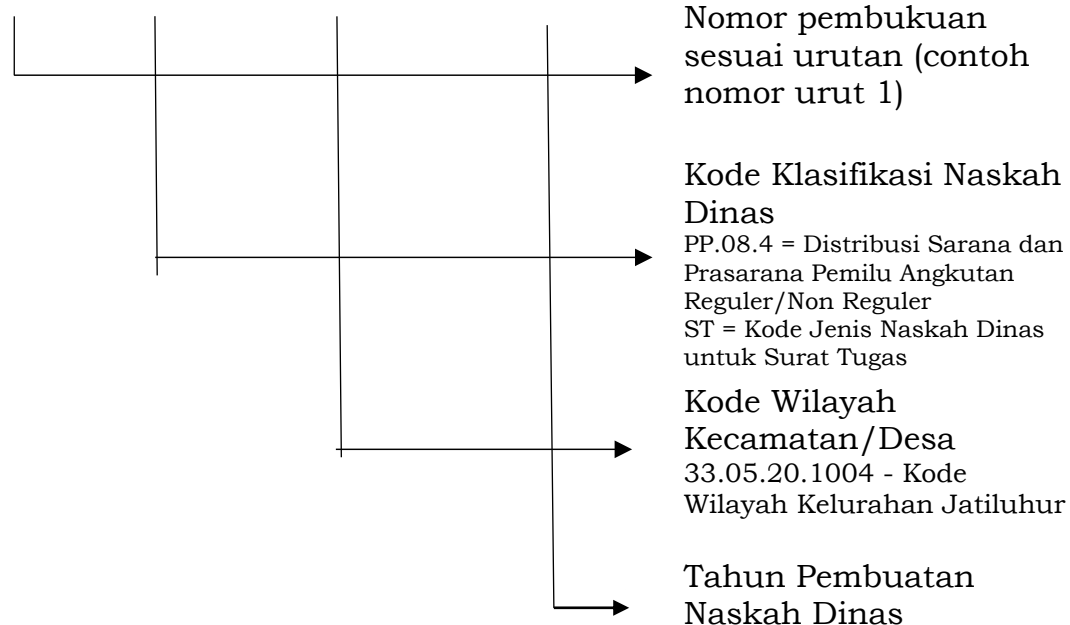 Nomor pembukuan
sesuai urutan (contoh
nomor urut 1)
Kode Klasifikasi Naskah
Dinas
PP.08.4 = Distribusi Sarana dan
Prasarana Pemilu Angkutan
Reguler/Non Reguler
ST = Kode Jenis Naskah Dinas
untuk Surat Tugas
Kode Wilayah
Kecamatan/Desa
33.05.20.1004 - Kode
Wilayah Kelurahan Jatiluhur
Tahun Pembuatan
Naskah Dinas